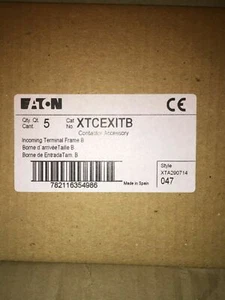 EATON
CE
Qty. Qt. Cant. 5 Cat No XTCEXITB
Contactor Accessory
Incoming Terminal Frame B
Borne d'arrivéeTaille B
Borne de EntradaTam. B
782116354986
Made in Spain
Style
XTA290714
047